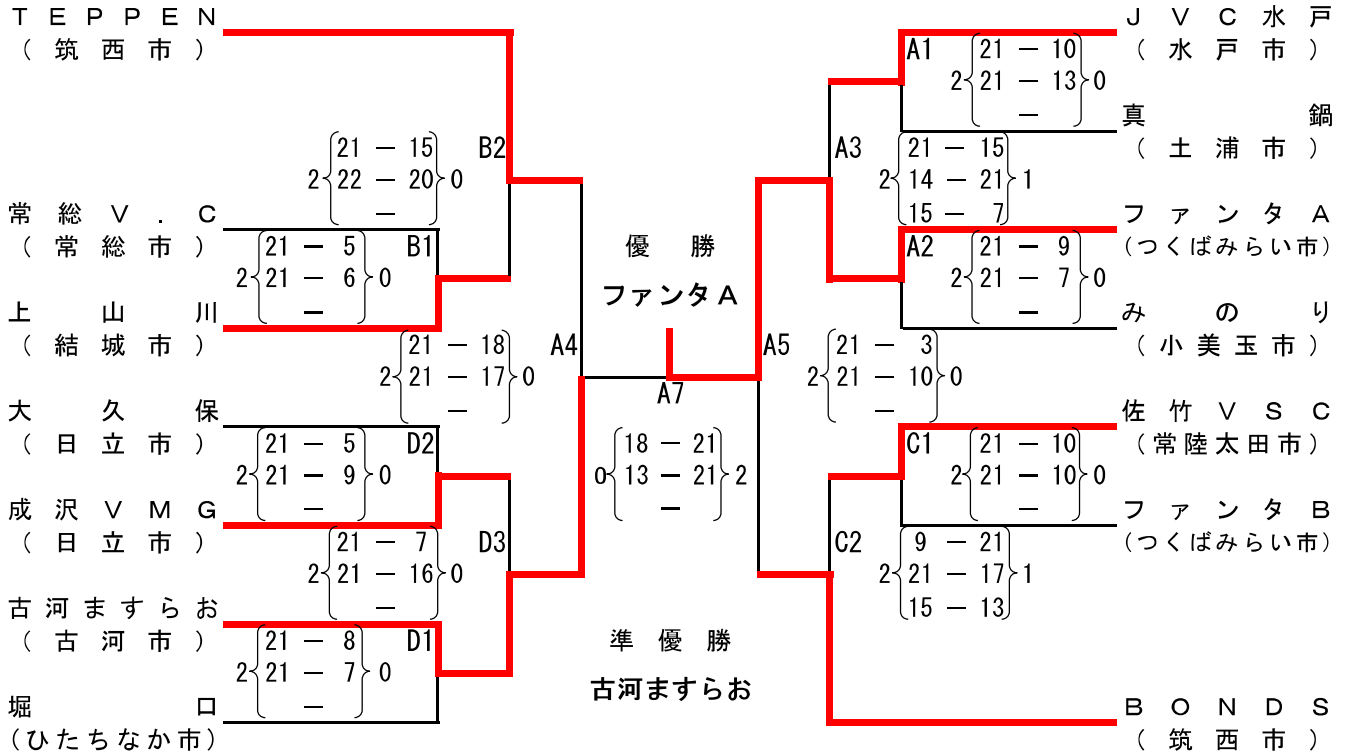 TEPPEN
(筑西市)
2 21 － 15 0
22 － 20
－
B2
常総V.C
(常総市)
2 21 － 5 0
21 － 6
－
B1
上山川
(結城市)
2 21 － 18 0
21 － 17
－
A4
大久保
(日立市)
2 21 － 5 0
21 － 9
－
D2
成沢VMG
(日立市)
2 21 － 7 0
21 － 16
－
D3
古河ますらお
(古河市)
2 21 － 8 0
21 － 7
－
D1
堀口
(ひたちなか市)
優勝
ファンタA
A7
0 18 － 21 2
13 － 21
－
準優勝
古河ますらお
JVC水戸
(水戸市)
A1
2 21 － 10 0
21 － 13
－
真鍋
(土浦市)
A3
2 21 － 15 1
14 － 21
15 － 7
ファンタA
(つくばみらい市)
A2
2 21 － 9 0
21 － 7
－
みのり
(小美玉市)
A5
2 21 － 3 0
21 － 10
－
佐竹VSC
(常陸太田市)
C1
2 21 － 10 0
21 － 10
－
ファンタB
(つくばみらい市)
C2
2 9 － 21 1
21 － 17
15 － 13
BONDS
(筑西市)